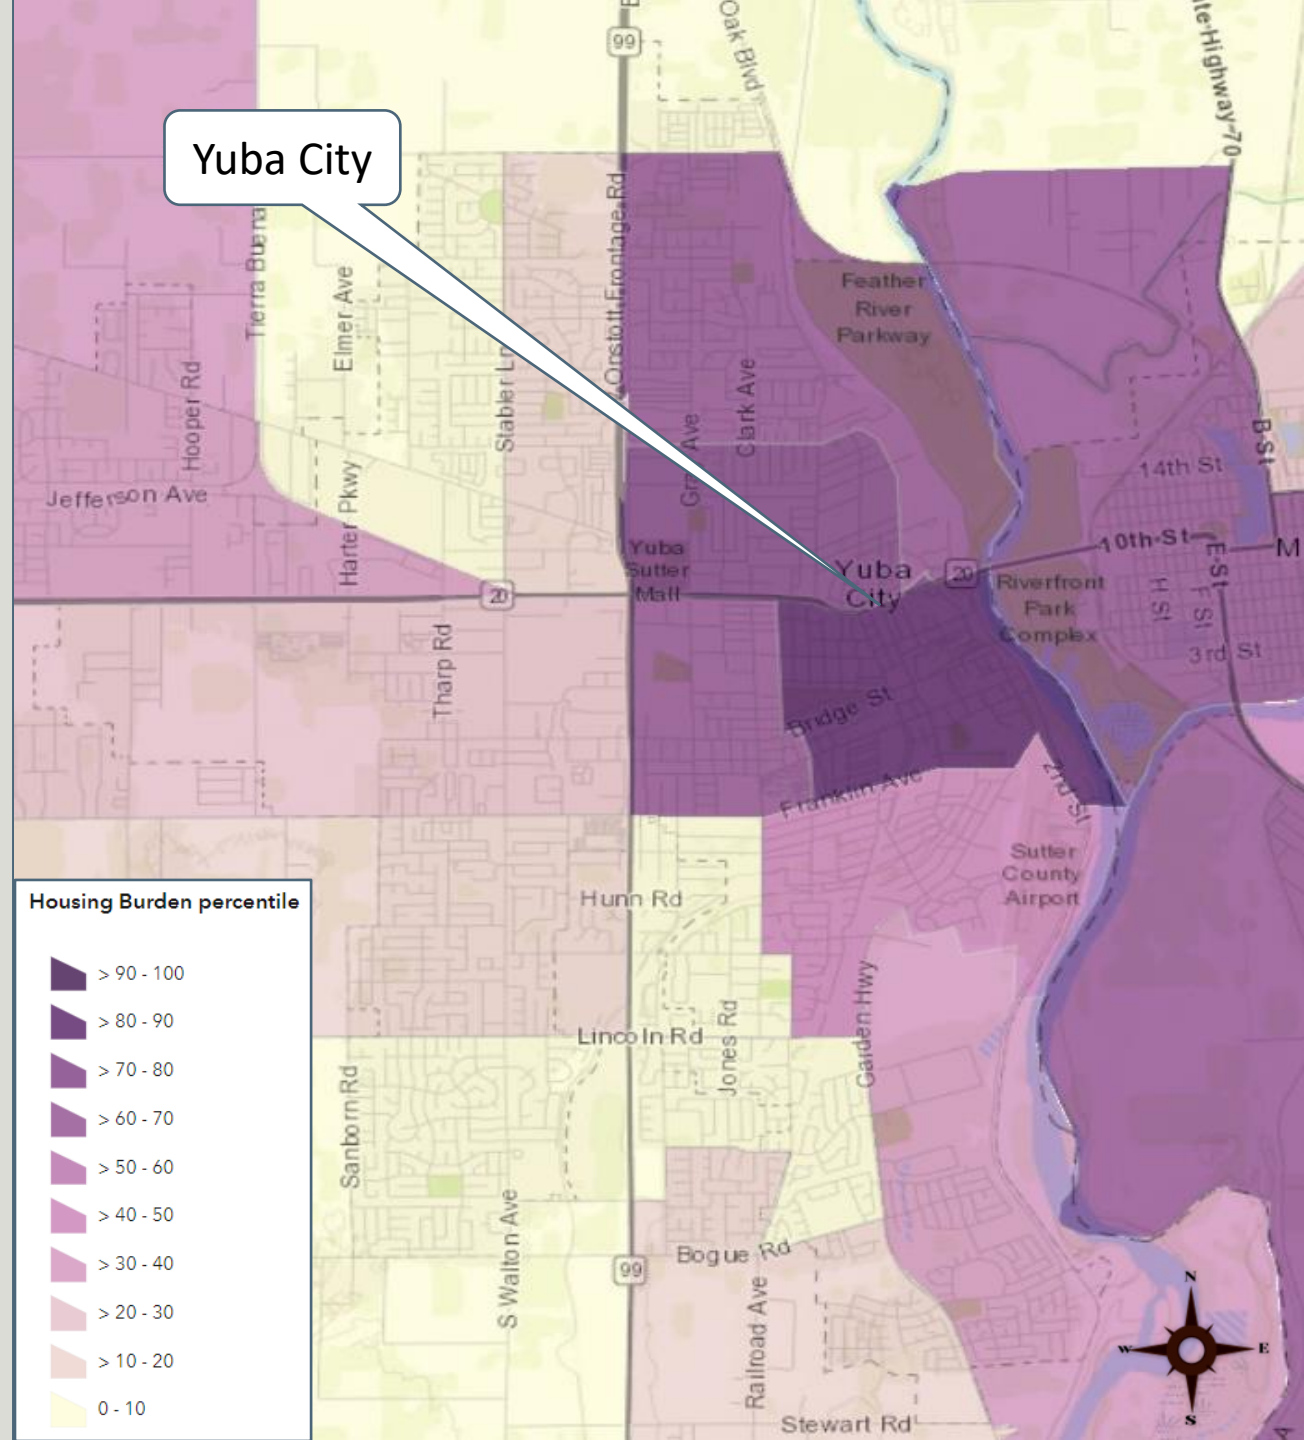 99
Oak Blvd
te Highway 70
Yuba City
Tierra Buena
Elmer Ave
Onstott Frontage Rd
Feather
River
Parkway
Hooper Rd
Stabler Ln
Clark Ave
B St
Jefferson Ave
Harter Pkwy
Ave
14th St
Yuba
Sutter
Mall
Yuba
City
20
10th St
E St
M
20
Riverfront
Park
Complex
H St
F St
3rd St
Tharp Rd
Bridge St
Franklin Ave
2nd St
Sutter
County
Airport
Hunn Rd
Garden Hwy
Lincoln Rd
Jones Rd
Sanborn Rd
S Walton Ave
Bogue Rd
99
Railroad Ave
Stewart Rd
Housing Burden percentile
> 90 - 100
> 80 - 90
> 70 - 80
> 60 - 70
> 50 - 60
> 40 - 50
> 30 - 40
> 20 - 30
> 10 - 20
0 - 10
N
W
E
S